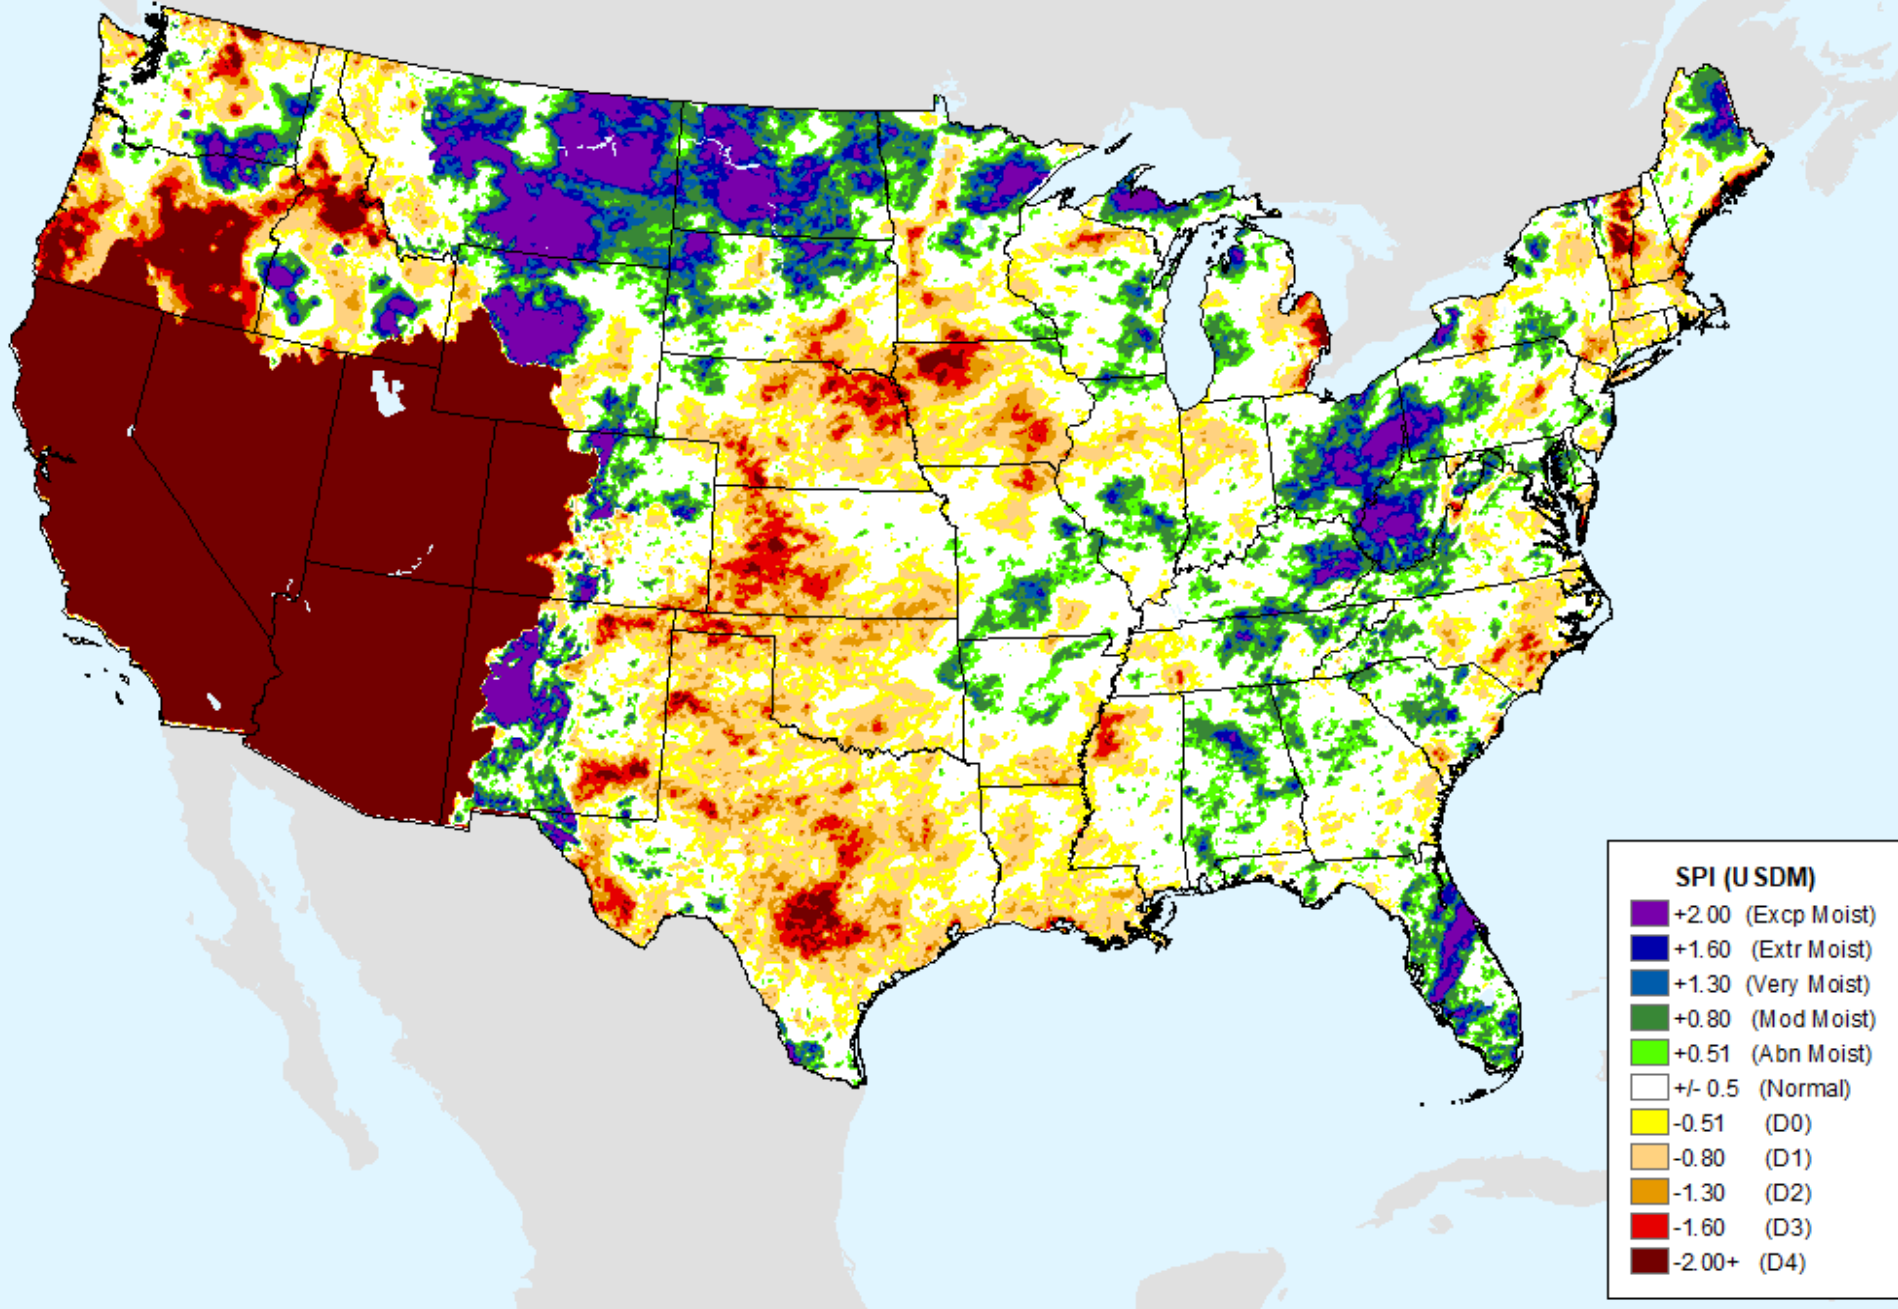 SPI (USDM)
+2.00 (Excp Moist)
+1.60 (Extr Moist)
+1.30 (Very Moist)
+0.80 (Mod Moist)
+0.51 (Abn Moist)
+/- 0.5 (Normal)
-0.51 (D0)
-0.80 (D1)
-1.30 (D2)
-1.60 (D3)
-2.00+ (D4)